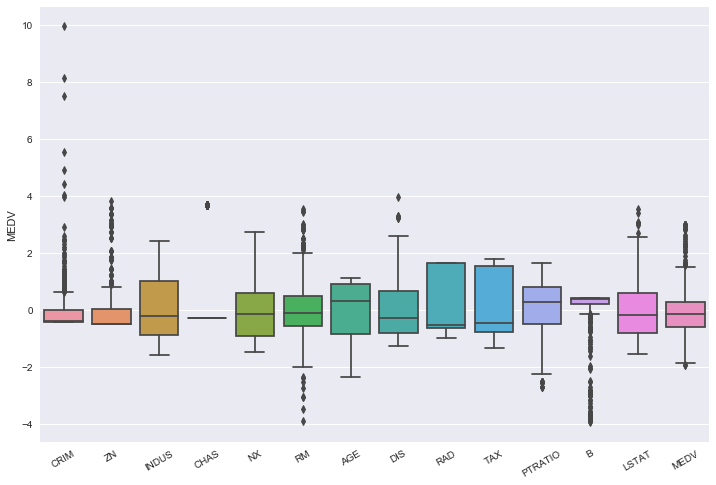 10
8
6
4
2
0
−2
−4
MEDV
CRIM
ZN
INDUS
CHAS
NX
RM
AGE
DIS
RAD
TAX
PTRATIO
B
LSTAT
MEDV